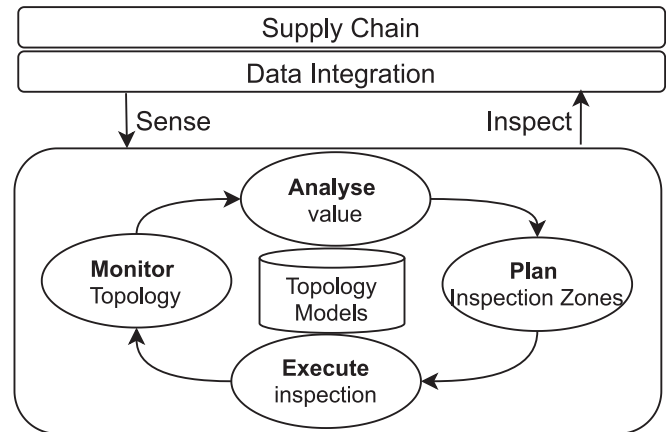 Supply Chain
Data Integration
Sense
Inspect
Analyse
value
Monitor
Topology
Plan
Inspection Zones
Topology
Models
Execute
inspection